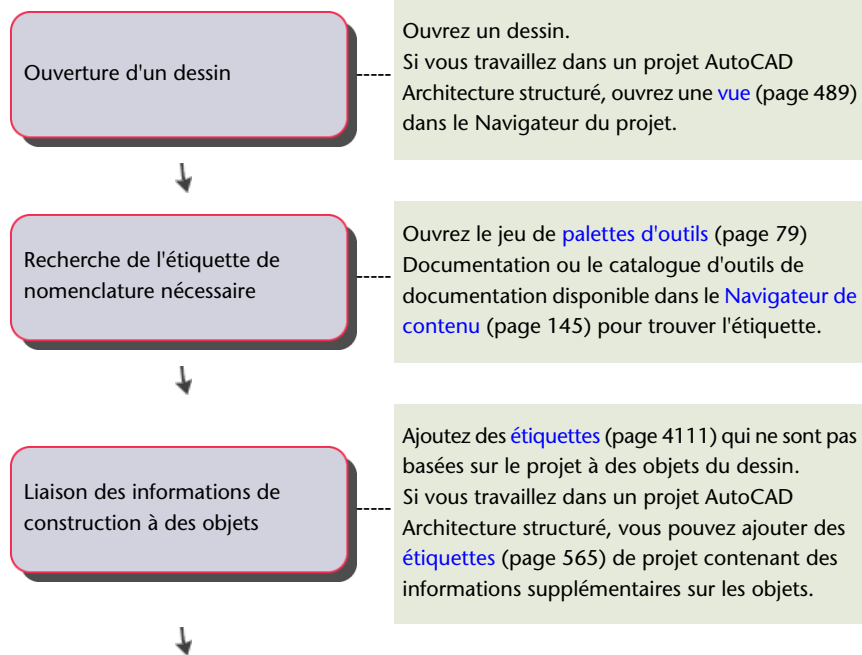 Ouverture d'un dessin
Ouvrez un dessin.
Si vous travaillez dans un projet AutoCAD
Architecture structuré, ouvrez une vue (page 489)
dans le Navigateur du projet.
Recherche de l'étiquette de
nomenclature nécessaire
Ouvrez le jeu de palettes d'outils (page 79)
Documentation ou le catalogue d'outils de
documentation disponible dans le Navigateur de
contenu (page 145) pour trouver l'étiquette.
Liaison des informations de
construction à des objets
Ajoutez des étiquettes (page 4111) qui ne sont pas
basées sur le projet à des objets du dessin.
Si vous travaillez dans un projet AutoCAD
Architecture structuré, vous pouvez ajouter des
étiquettes (page 565) de projet contenant des
informations supplémentaires sur les objets.